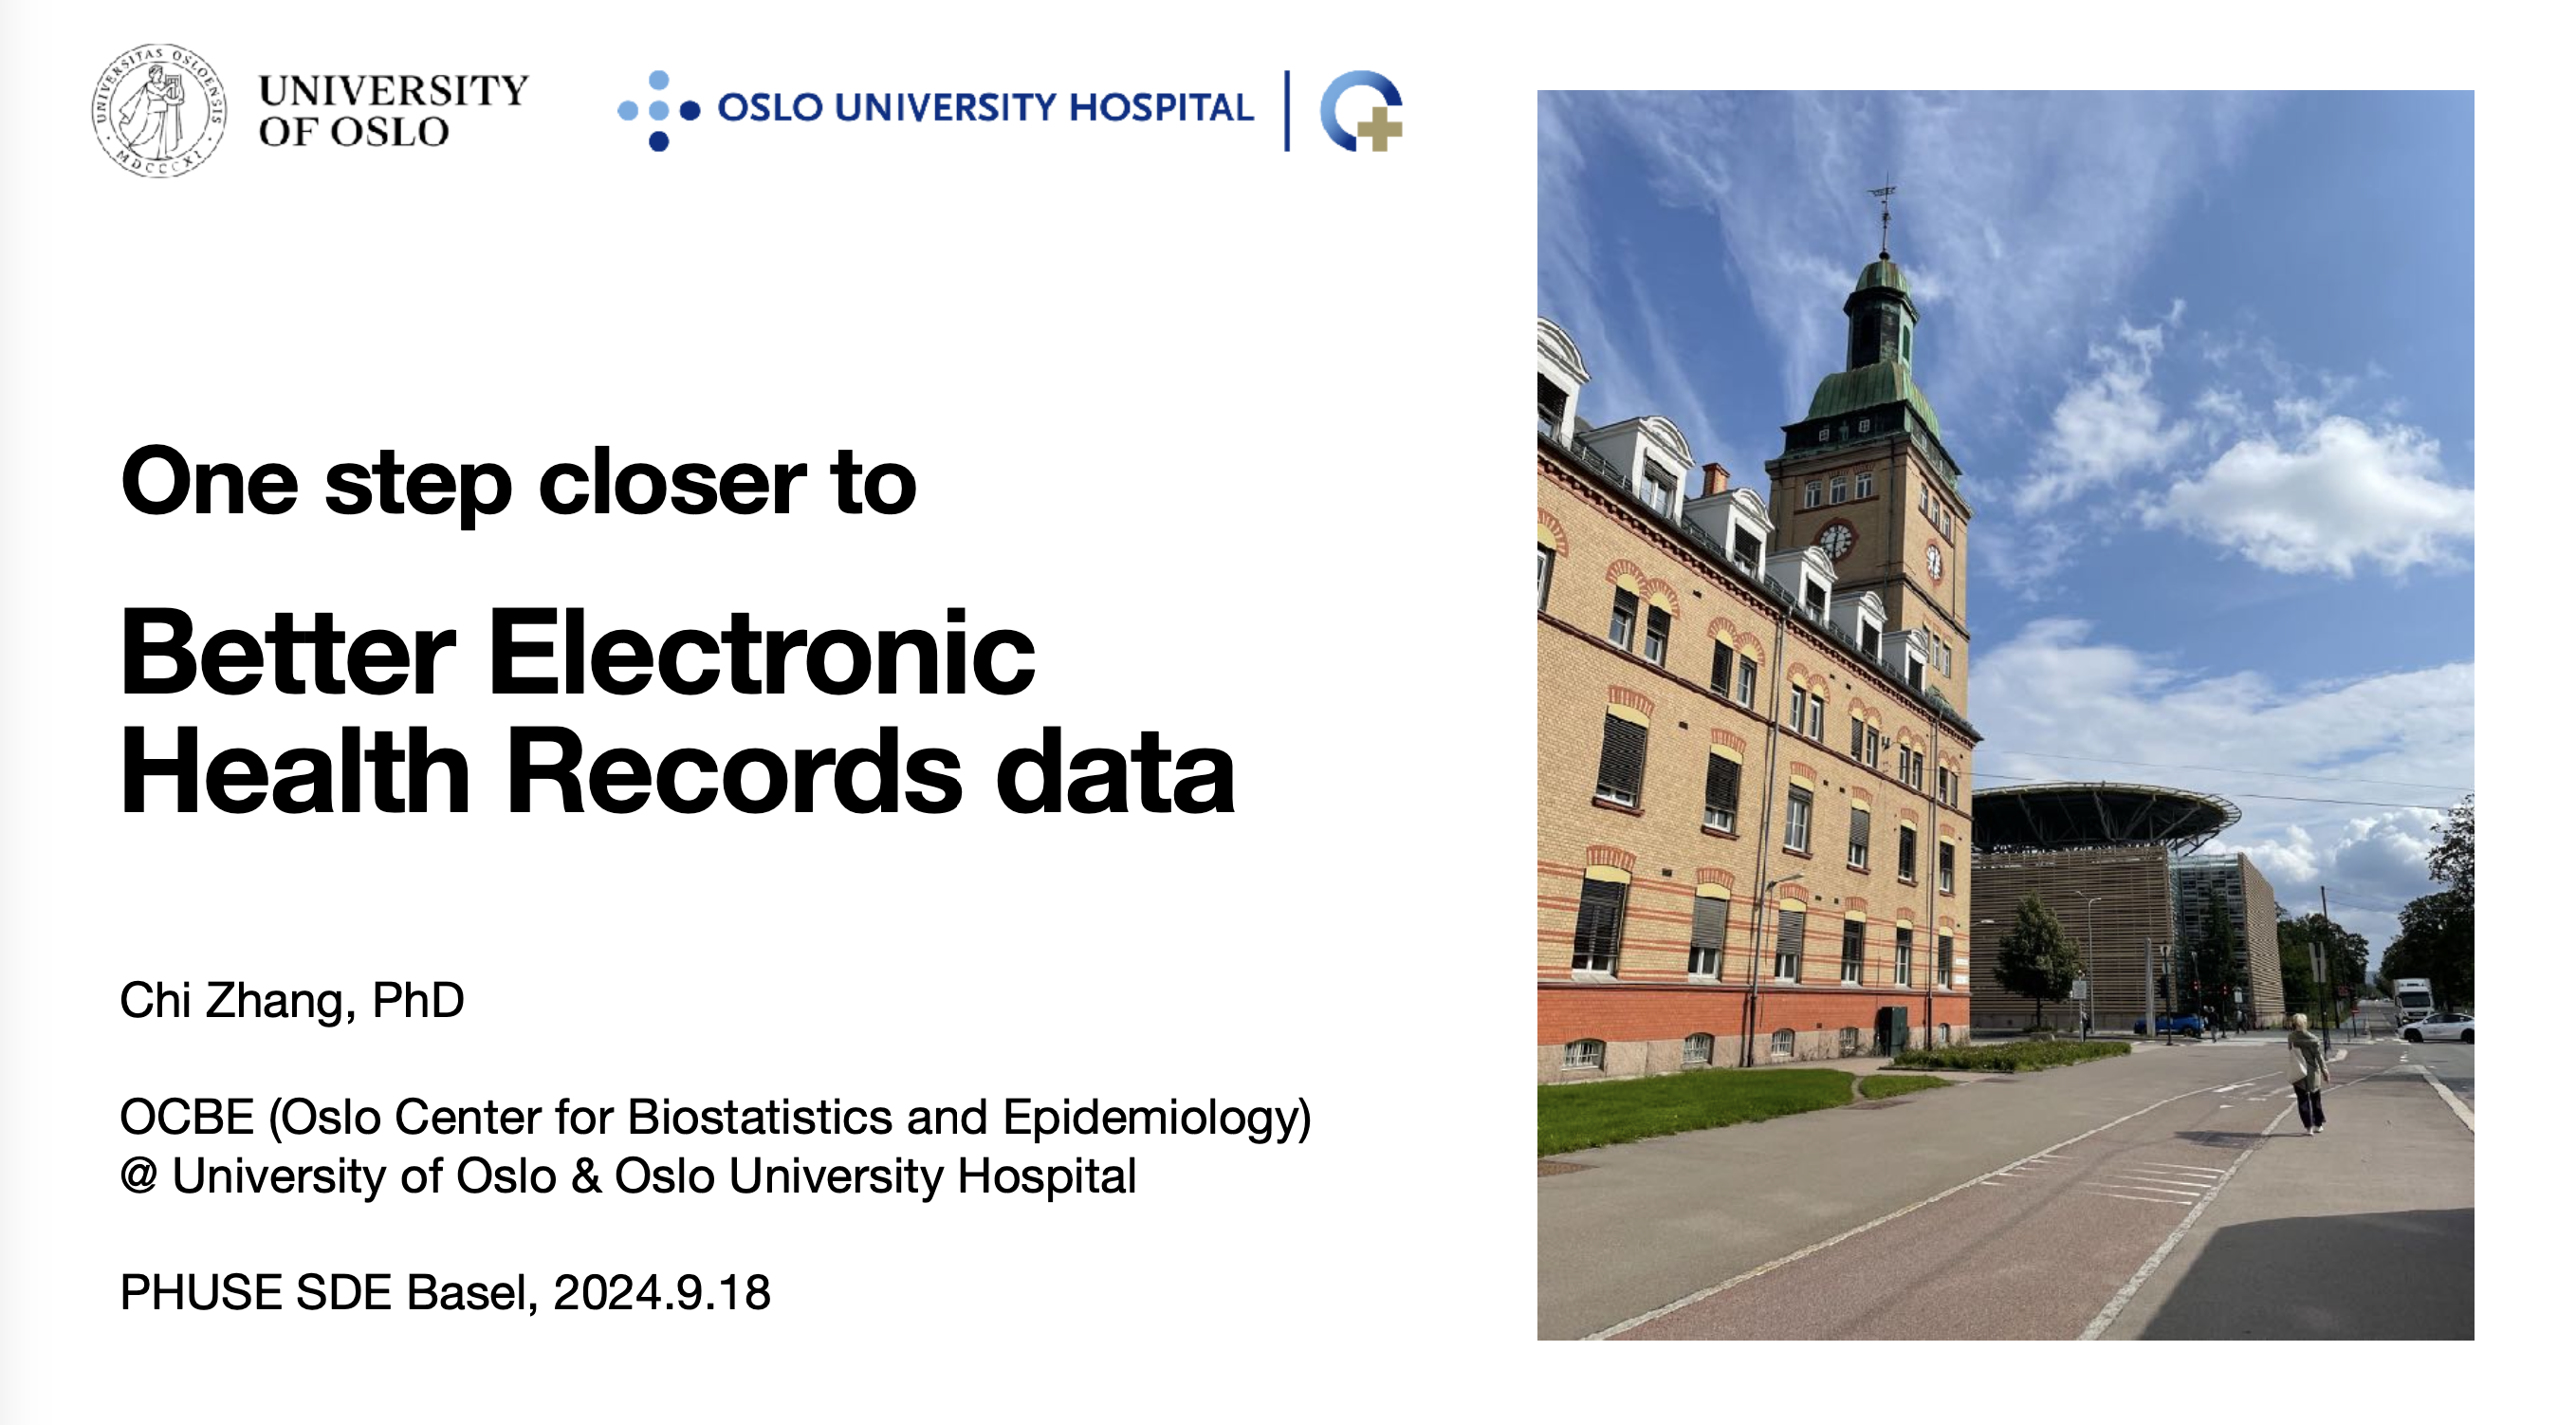 UNIVERSITAS OSLOENSIS
MDCCCXI
UNIVERSITY
OF OSLO
OSLO UNIVERSITY HOSPITAL
One step closer to
Better Electronic
Health Records data
Chi Zhang, PhD
OCBE (Oslo Center for Biostatistics and Epidemiology)
@ University of Oslo & Oslo University Hospital
PHUSE SDE Basel, 2024.9.18